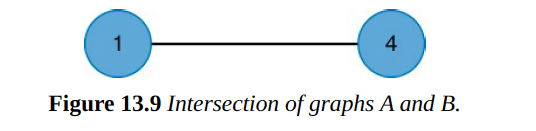 1 4
Figure 13.9 Intersection of graphs A and B.